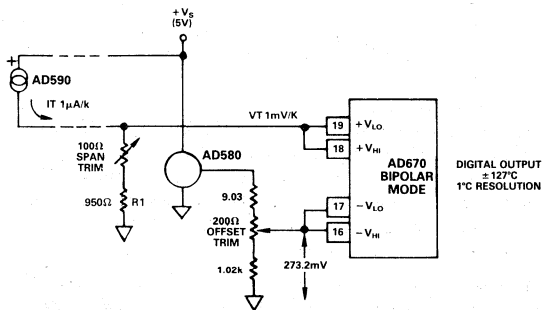 +VS
(5V)
+
AD590
IT 1μA/k
VT 1mV/K
100Ω
SPAN
TRIM
950Ω R1
AD580
9.03
200Ω
OFFSET
TRIM
1.02k
273.2mV
19 +VLO
18 +VHI
AD670
BIPOLAR
MODE
17 −VLO
16 −VHI
DIGITAL OUTPUT
±127°C
1°C RESOLUTION